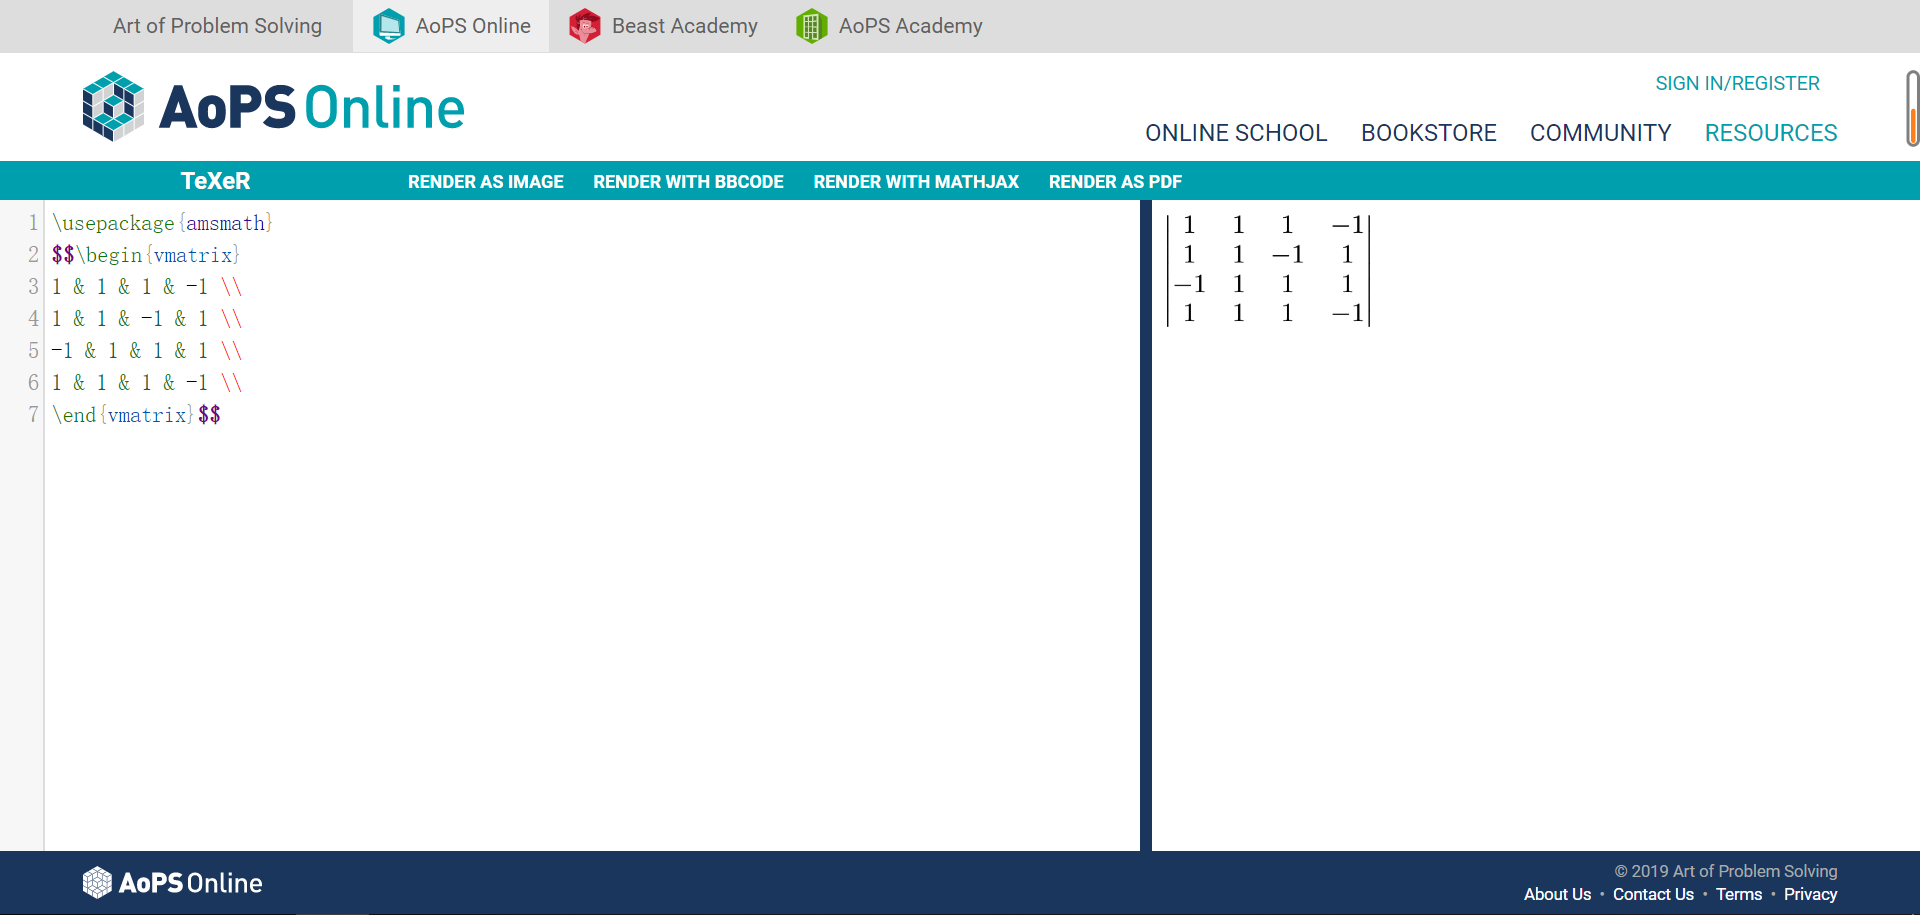 Art of Problem Solving AoPS Online Beast Academy AoPS Academy
AoPS Online
SIGN IN/REGISTER
ONLINE SCHOOL BOOKSTORE COMMUNITY RESOURCES
TeXeR RENDER AS IMAGE RENDER WITH BBCODE RENDER WITH MATHJAX RENDER AS PDF
1 \usepackage{amsmath}
2 $$\begin{vmatrix}
3 1 & 1 & 1 & -1 \\
4 1 & 1 & -1 & 1 \\
5 -1 & 1 & 1 & 1 \\
6 1 & 1 & 1 & -1 \\
7 \end{vmatrix}$$
1 1 1 −1
1 1 −1 1
−1 1 1 1
1 1 1 −1
AoPS Online
© 2019 Art of Problem Solving
About Us • Contact Us • Terms • Privacy